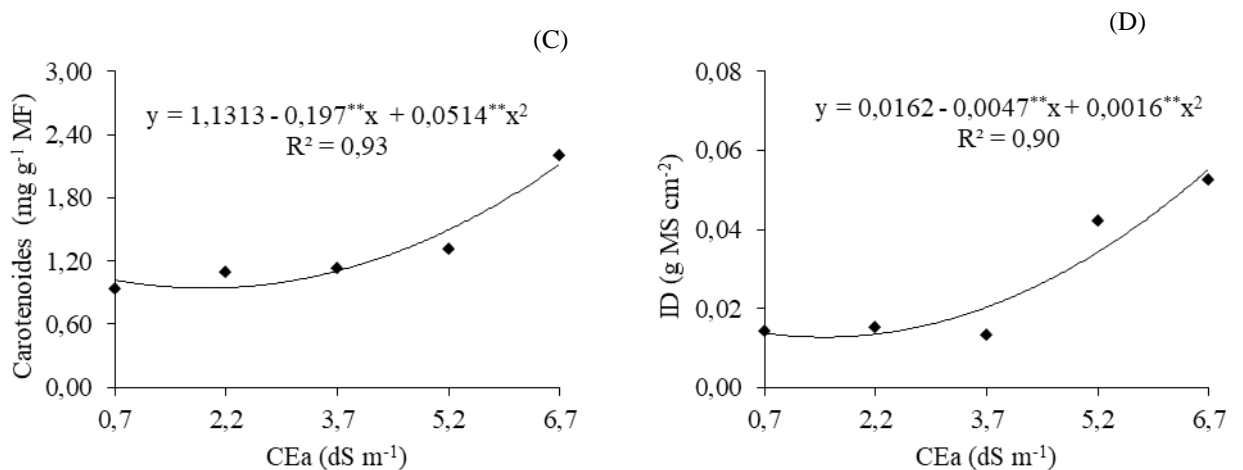 (C)
3,00
2,40
1,80
1,20
0,60
0,00
Carotenoides (mg g⁻¹ MF)
y = 1,1313 - 0,197**x + 0,0514**x²
R² = 0,93
0,7 2,2 3,7 5,2 6,7
CEa (dS m⁻¹)
(D)
0,08
0,06
0,04
0,02
0,00
ID (g MS cm⁻²)
y = 0,0162 - 0,0047**x + 0,0016**x²
R² = 0,90
0,7 2,2 3,7 5,2 6,7
CEa (dS m⁻¹)